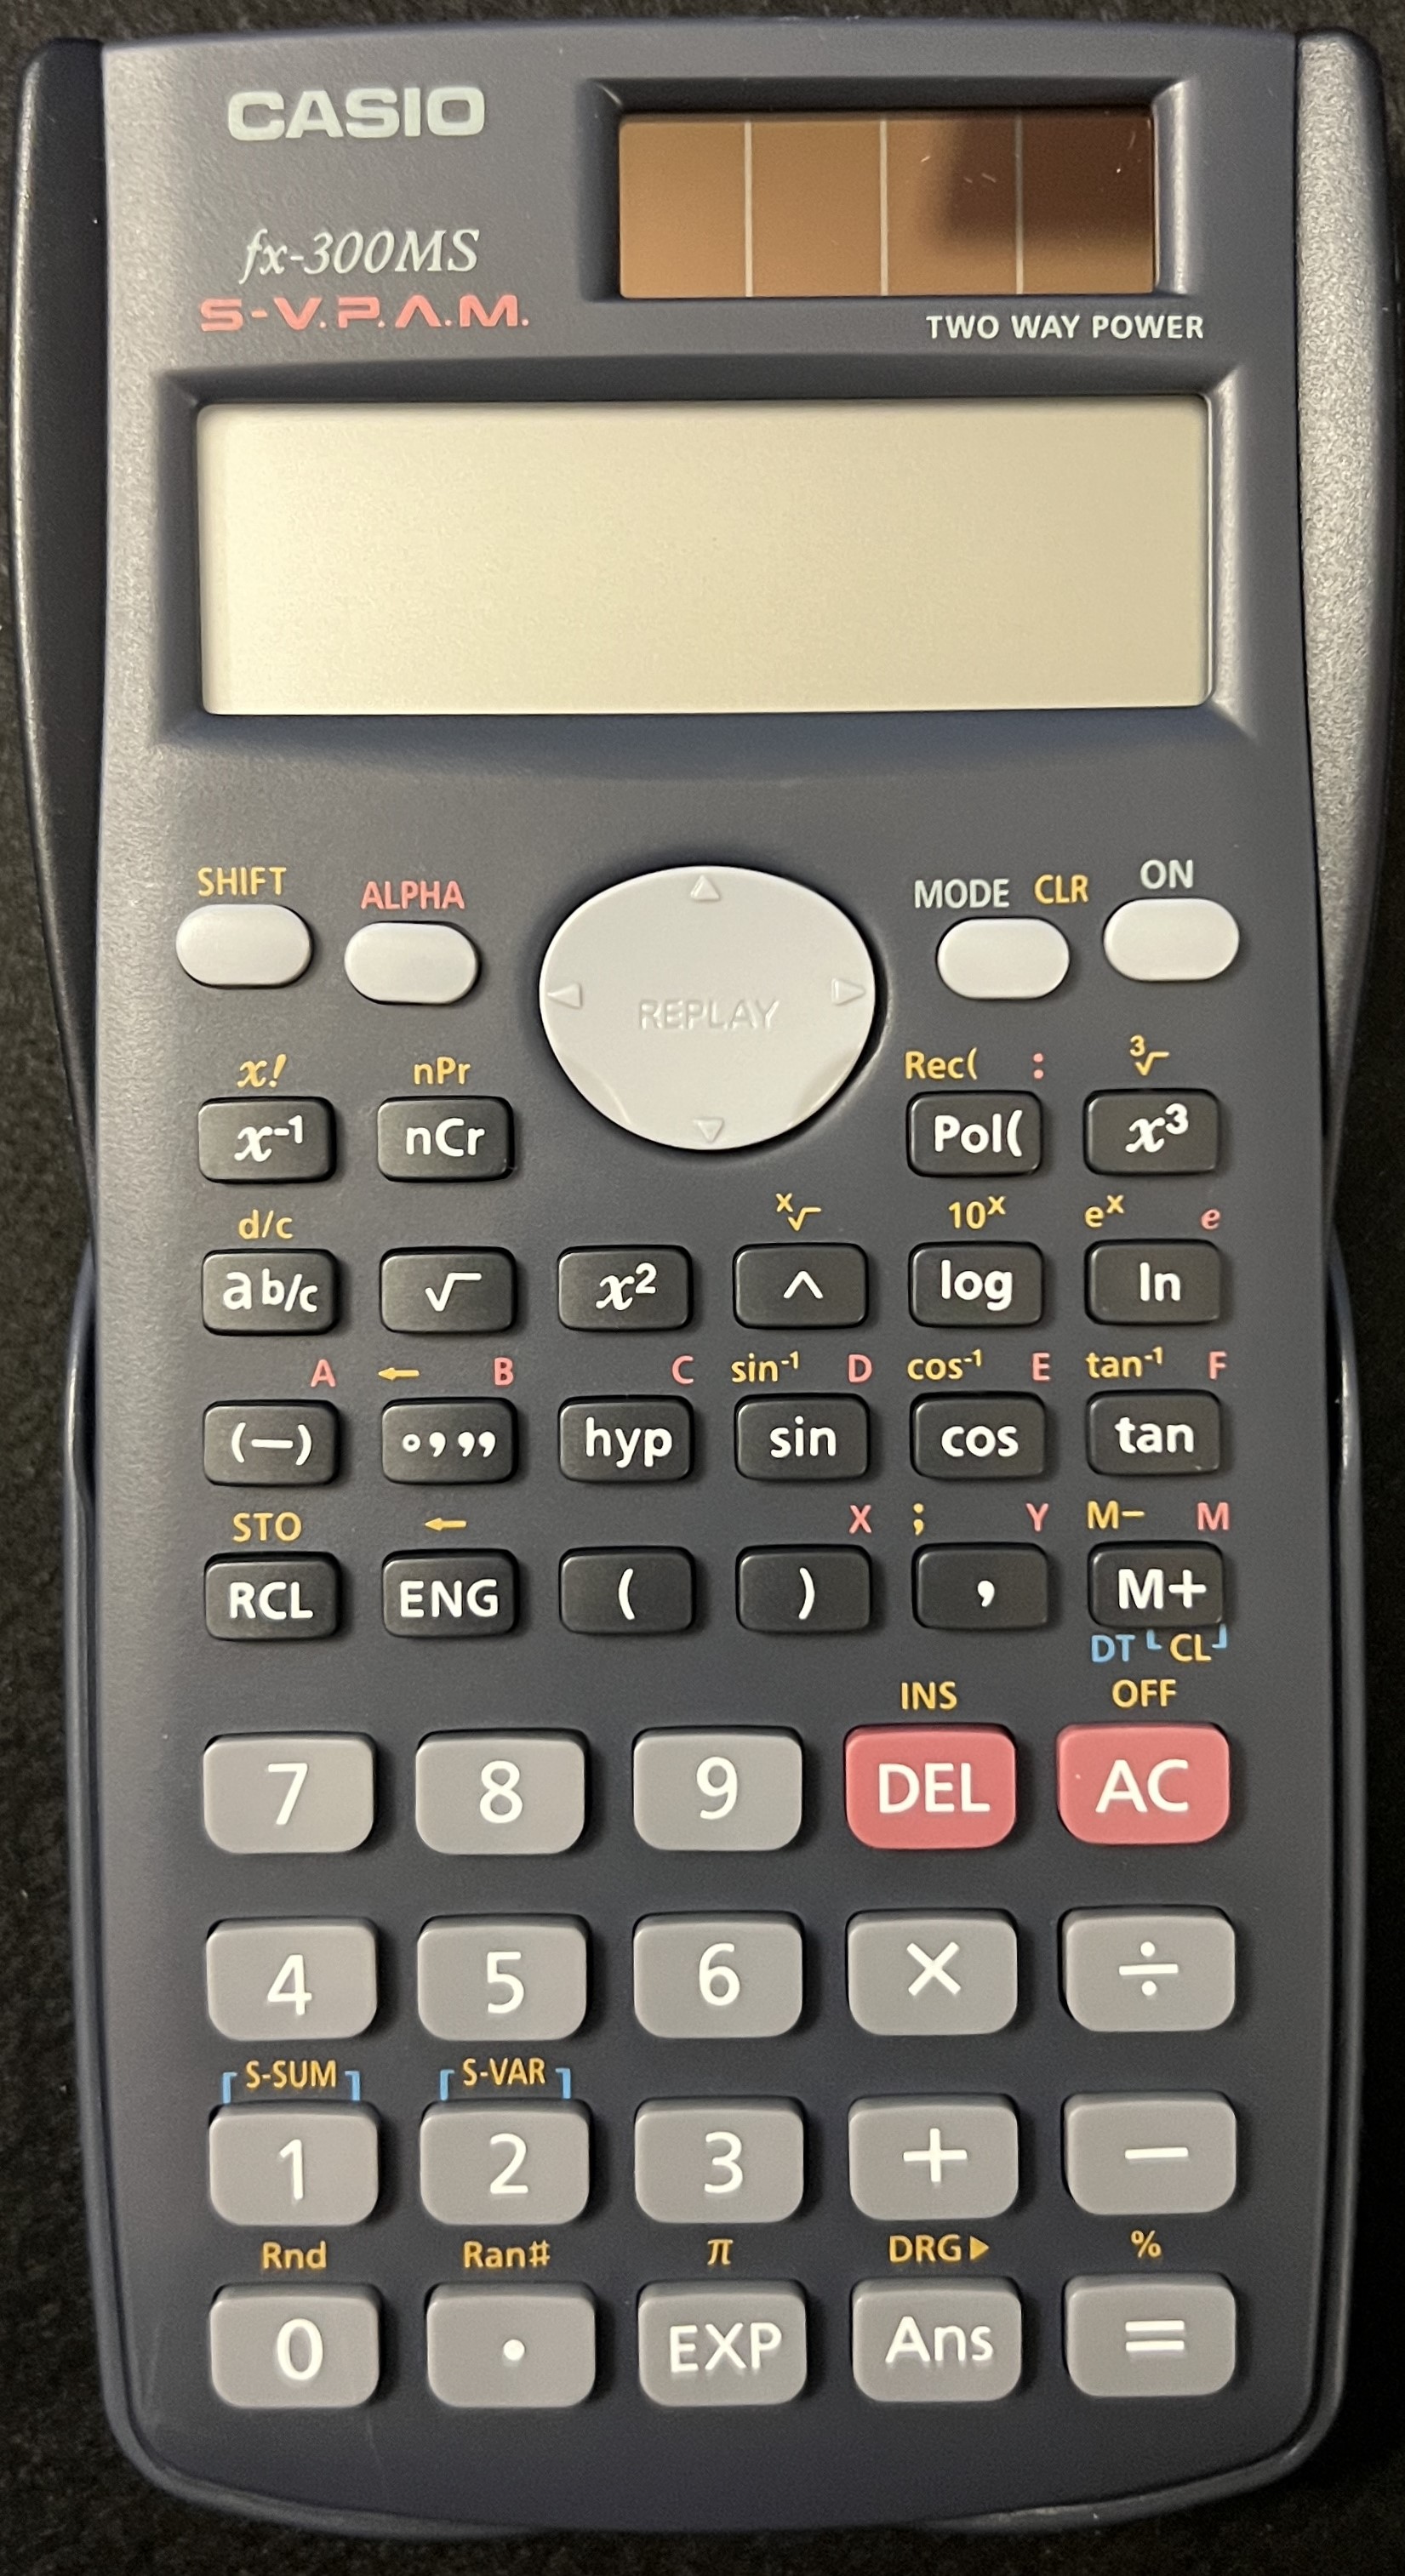 CASIO
fx-300MS
S-V.P.A.M.
TWO WAY POWER
SHIFT ALPHA MODE CLR ON
REPLAY
x! nPr Rec( : ³√
x⁻¹ nCr Pol( x³
d/c ˣ√ 10ˣ eˣ e
a b/c √ x² ^ log ln
A ← B C sin⁻¹ D cos⁻¹ E tan⁻¹ F
(−) °,,, hyp sin cos tan
STO ← X ; Y M− M
RCL ENG ( ) , M+
DT CL
INS OFF
7 8 9 DEL AC
4 5 6 × ÷
S-SUM S-VAR
1 2 3 + −
Rnd Ran# π DRG▶ %
0 . EXP Ans =